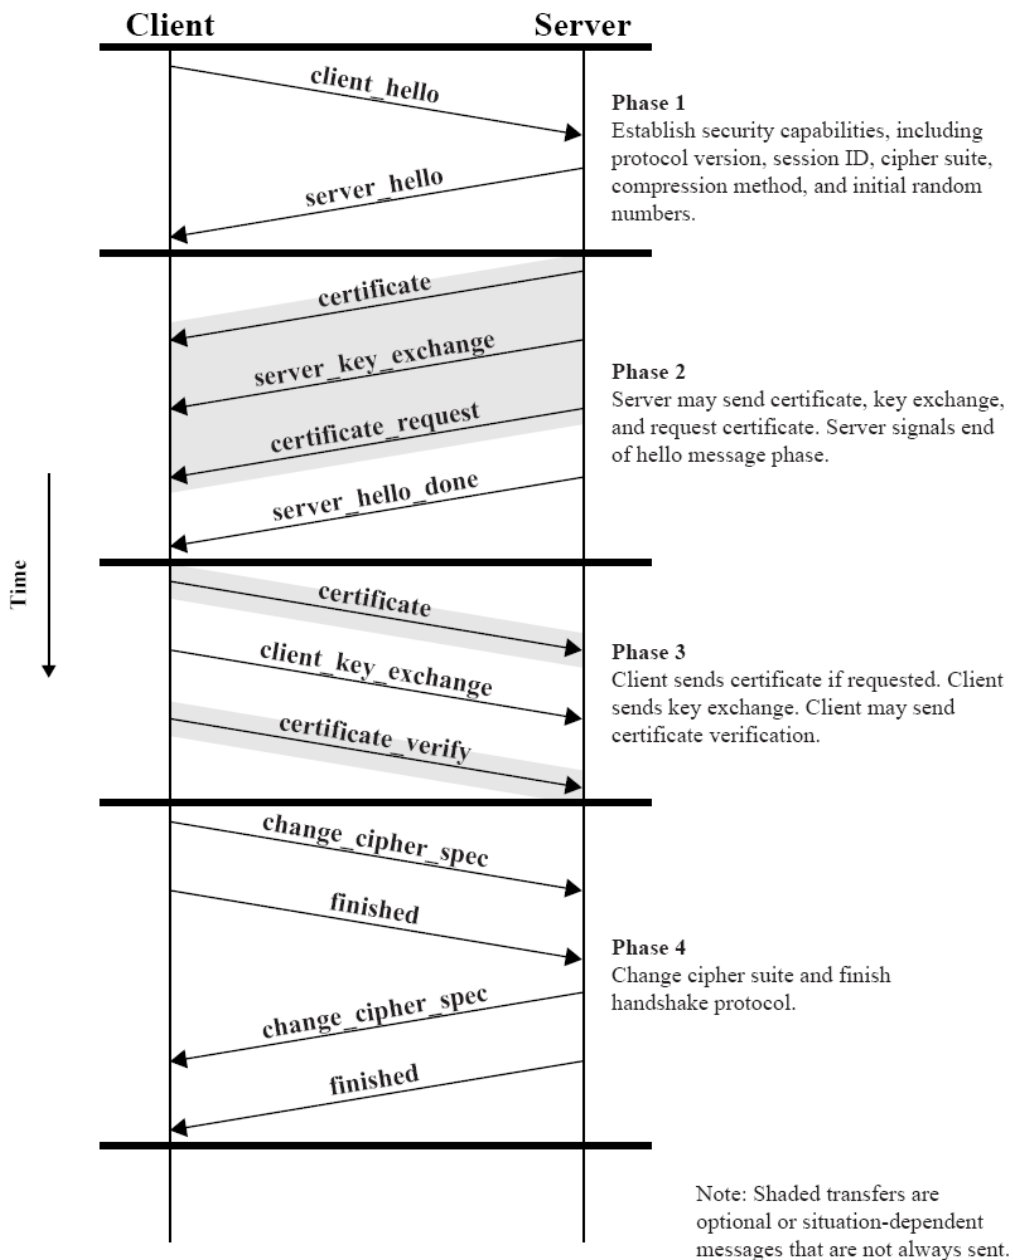 Client
Server
client_hello
server_hello
Phase 1
Establish security capabilities, including
protocol version, session ID, cipher suite,
compression method, and initial random
numbers.
certificate
server_key_exchange
certificate_request
server_hello_done
Phase 2
Server may send certificate, key exchange,
and request certificate. Server signals end
of hello message phase.
Time
certificate
client_key_exchange
certificate_verify
Phase 3
Client sends certificate if requested. Client
sends key exchange. Client may send
certificate verification.
change_cipher_spec
finished
change_cipher_spec
finished
Phase 4
Change cipher suite and finish
handshake protocol.
Note: Shaded transfers are
optional or situation-dependent
messages that are not always sent.